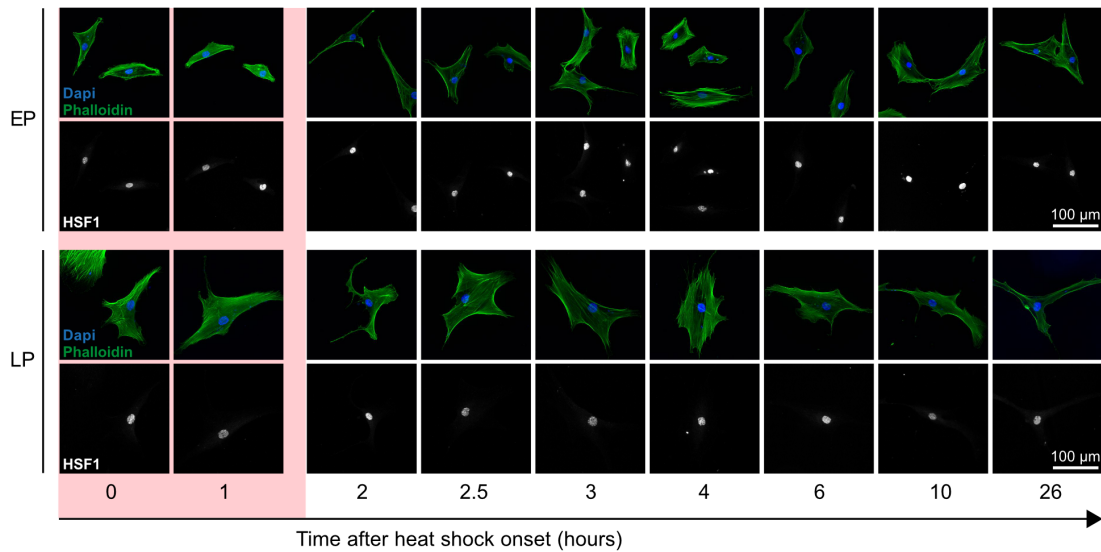 EP
Dapi
Phalloidin
HSF1
100 µm
LP
Dapi
Phalloidin
HSF1
100 µm
0 1 2 2.5 3 4 6 10 26
Time after heat shock onset (hours)